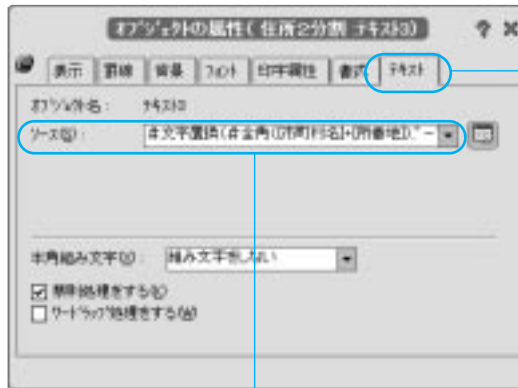 ｵﾌﾞｼﾞｪｸﾄの属性( 住所2分割 ﾃｷｽﾄ3)
表示 罫線 背景 ﾌｫﾝﾄ 印字属性 書式 ﾃｷｽﾄ
ｵﾌﾞｼﾞｪｸﾄ名： ﾃｷｽﾄ3
ｿｰｽ(S)： #文字置換(#全角([市町村名]+[所番地]),"－
半角組み文字(X)： 組み文字をしない
禁則処理をする(K)
ﾜｰﾄﾞﾗｯﾌﾟ処理をする(W)